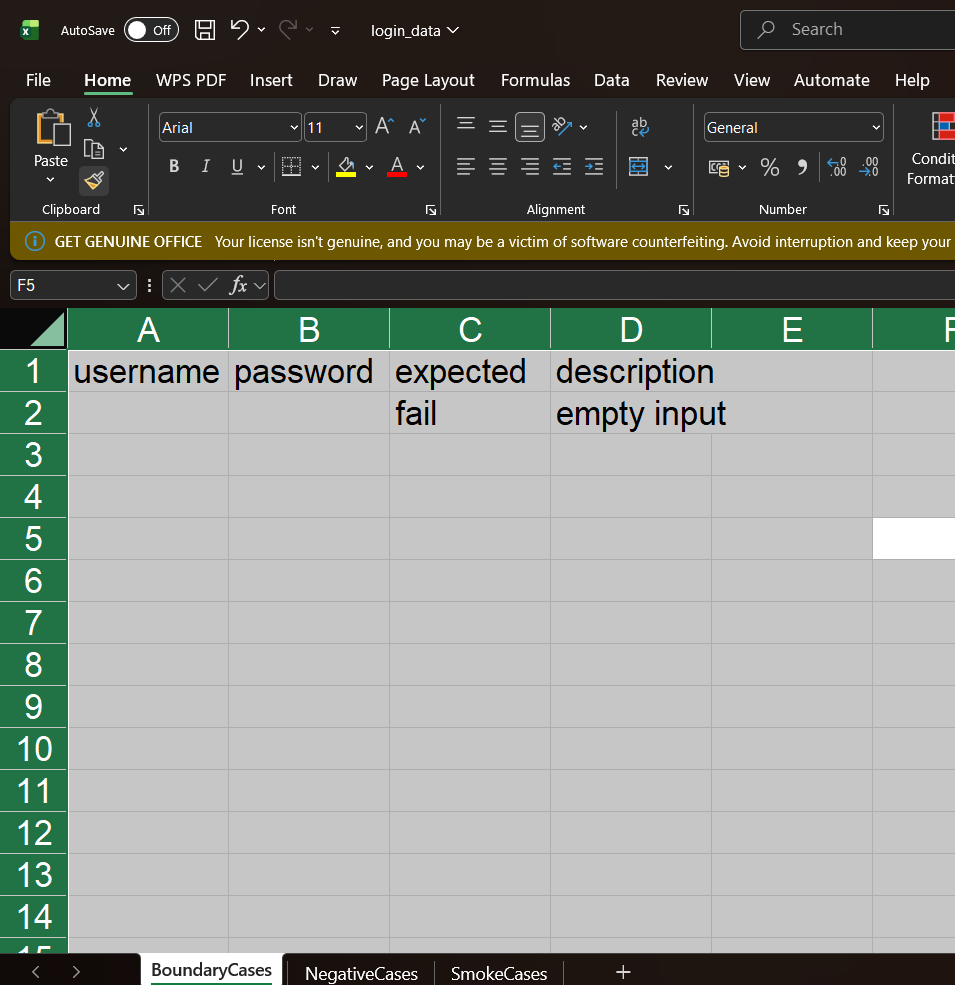 AutoSave Off login_data Search
File Home WPS PDF Insert Draw Page Layout Formulas Data Review View Automate Help
Arial 11 General
Paste
B I U A
Condit
Format
Clipboard Font Alignment Number
GET GENUINE OFFICE Your license isn't genuine, and you may be a victim of software counterfeiting. Avoid interruption and keep your
F5 fx
A B C D E F
1 username password expected description
2 fail empty input
3
4
5
6
7
8
9
10
11
12
13
14
15
BoundaryCases NegativeCases SmokeCases +